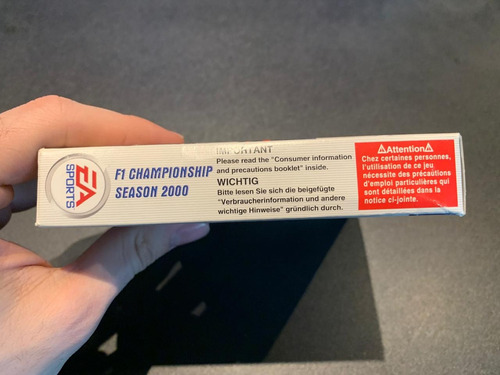 EA
SPORTS
F1 CHAMPIONSHIP
SEASON 2000
IMPORTANT
Please read the "Consumer information
and precautions booklet" inside.
WICHTIG
Bitte lesen Sie sich die beigefügte
"Verbraucherinformation und andere
wichtige Hinweise" gründlich durch.
⚠Attention⚠
Chez certaines personnes,
l'utilisation de ce jeu
nécessite des précautions
d'emploi particulières qui
sont détaillées dans la
notice ci-jointe.